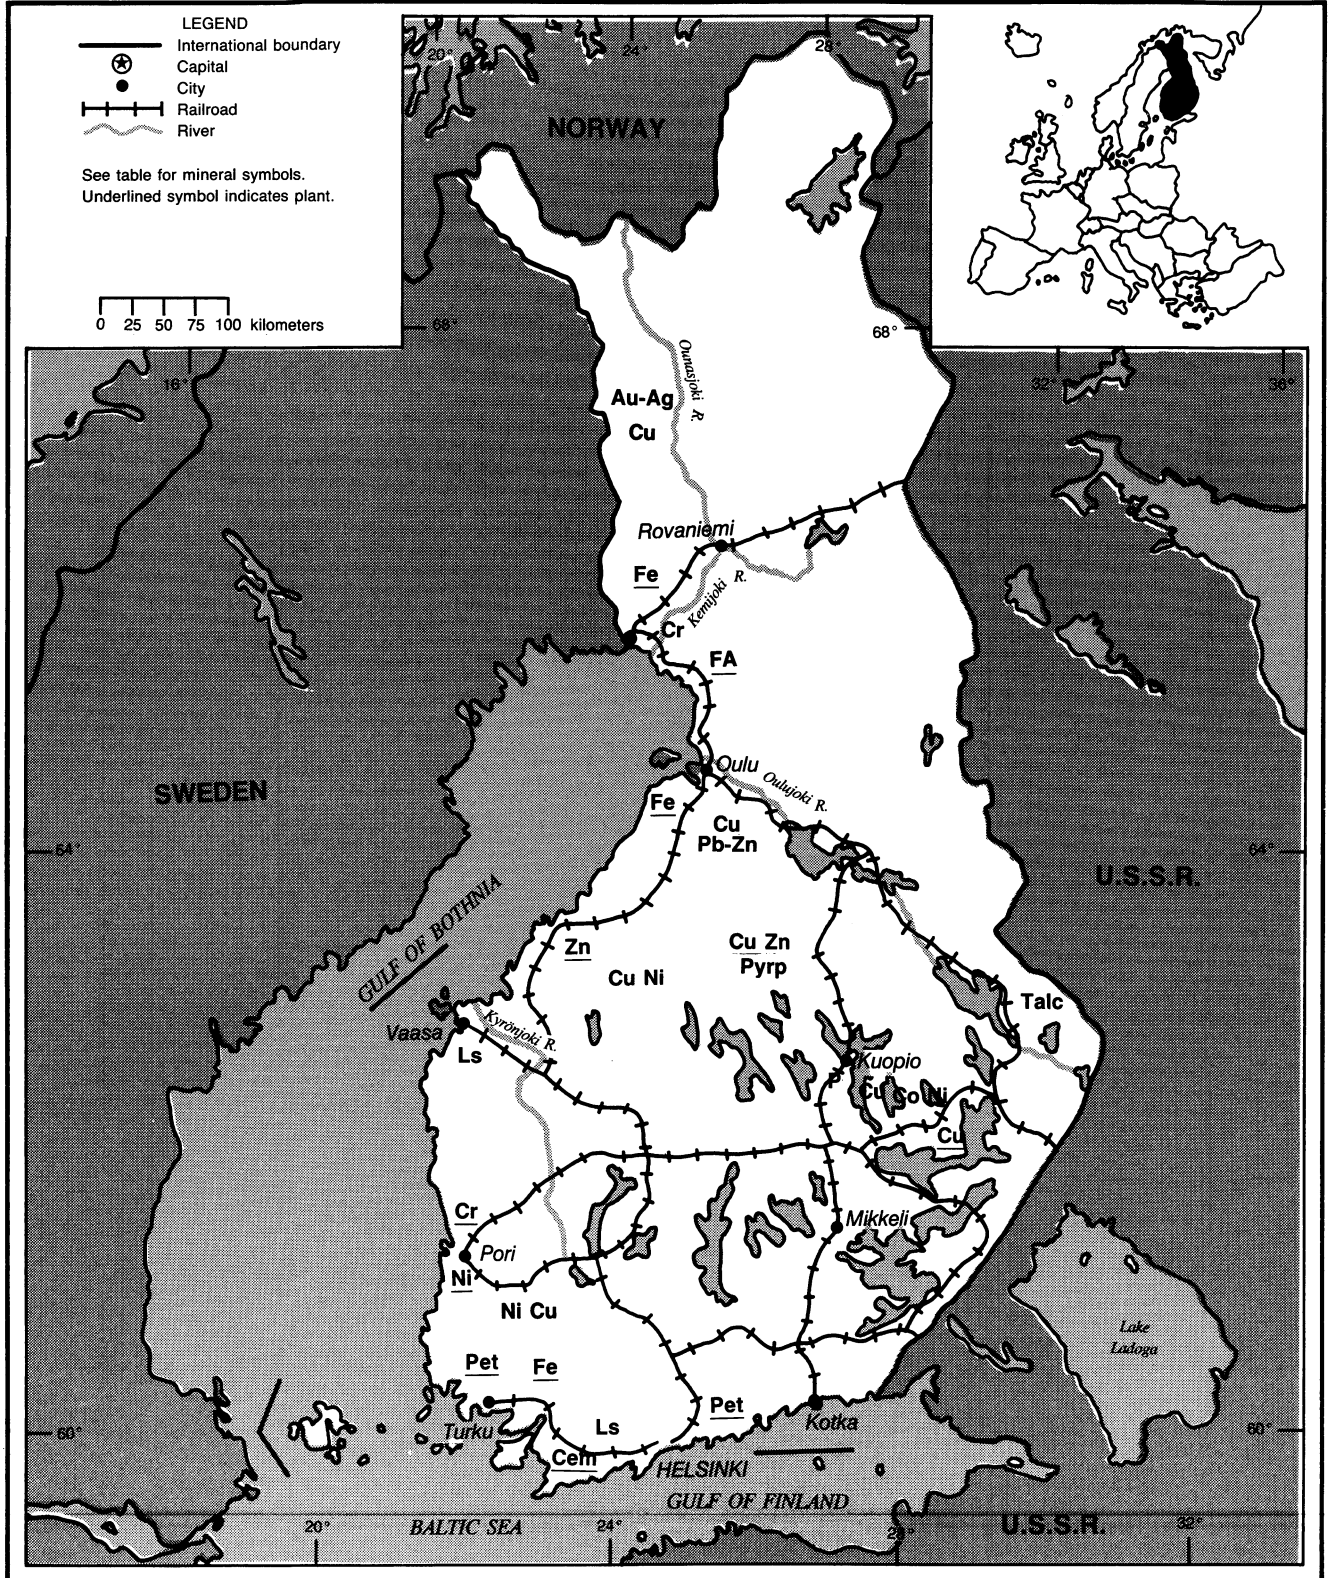 LEGEND
International boundary
Capital
City
Railroad
River
See table for mineral symbols.
Underlined symbol indicates plant.
0 25 50 75 100 kilometers
20° 24° 28°
NORWAY
68° 68°
16° 32° 36°
Ounasjoki R.
Au-Ag
Cu
Rovaniemi
Fe
Kemijoki R.
Cr
FA
Oulu
Oulujoki R.
SWEDEN
Fe
Cu
Pb-Zn
64° 64°
U.S.S.R.
GULF OF BOTHNIA
Zn
Cu Zn
Pyrp
Cu Ni
Talc
Vaasa
Kyrönjoki R.
Ls
Kuopio
P
Cu Co Ni
Cu
Cr
Mikkeli
Pori
Ni
Ni Cu
Lake
Ladoga
Pet
Fe
Pet
Turku
Ls
Kotka
60° 60°
Cem
HELSINKI
GULF OF FINLAND
BALTIC SEA
U.S.S.R.
20° 24° 28° 32°